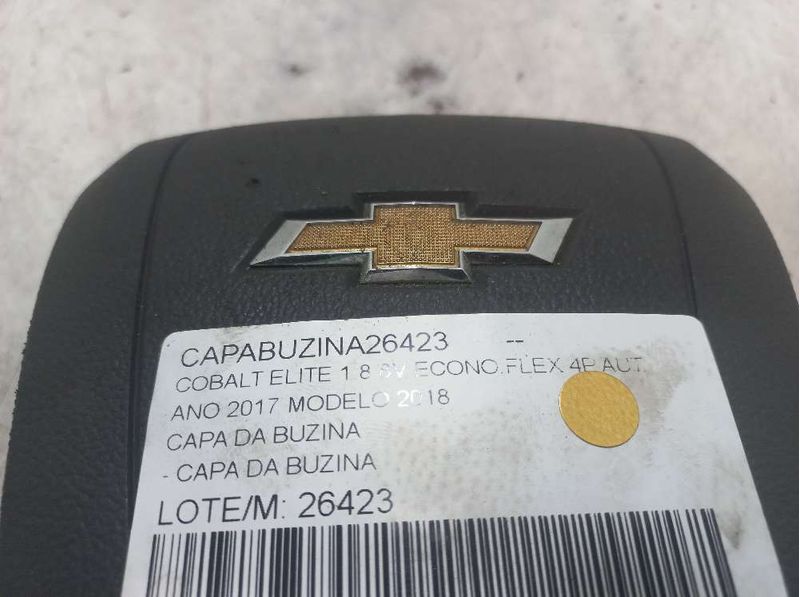 CAPABUZINA26423 --
COBALT ELITE 1.8 8V ECONO.FLEX 4P AUT.
ANO 2017 MODELO 2018
CAPA DA BUZINA
- CAPA DA BUZINA
LOTE/M: 26423